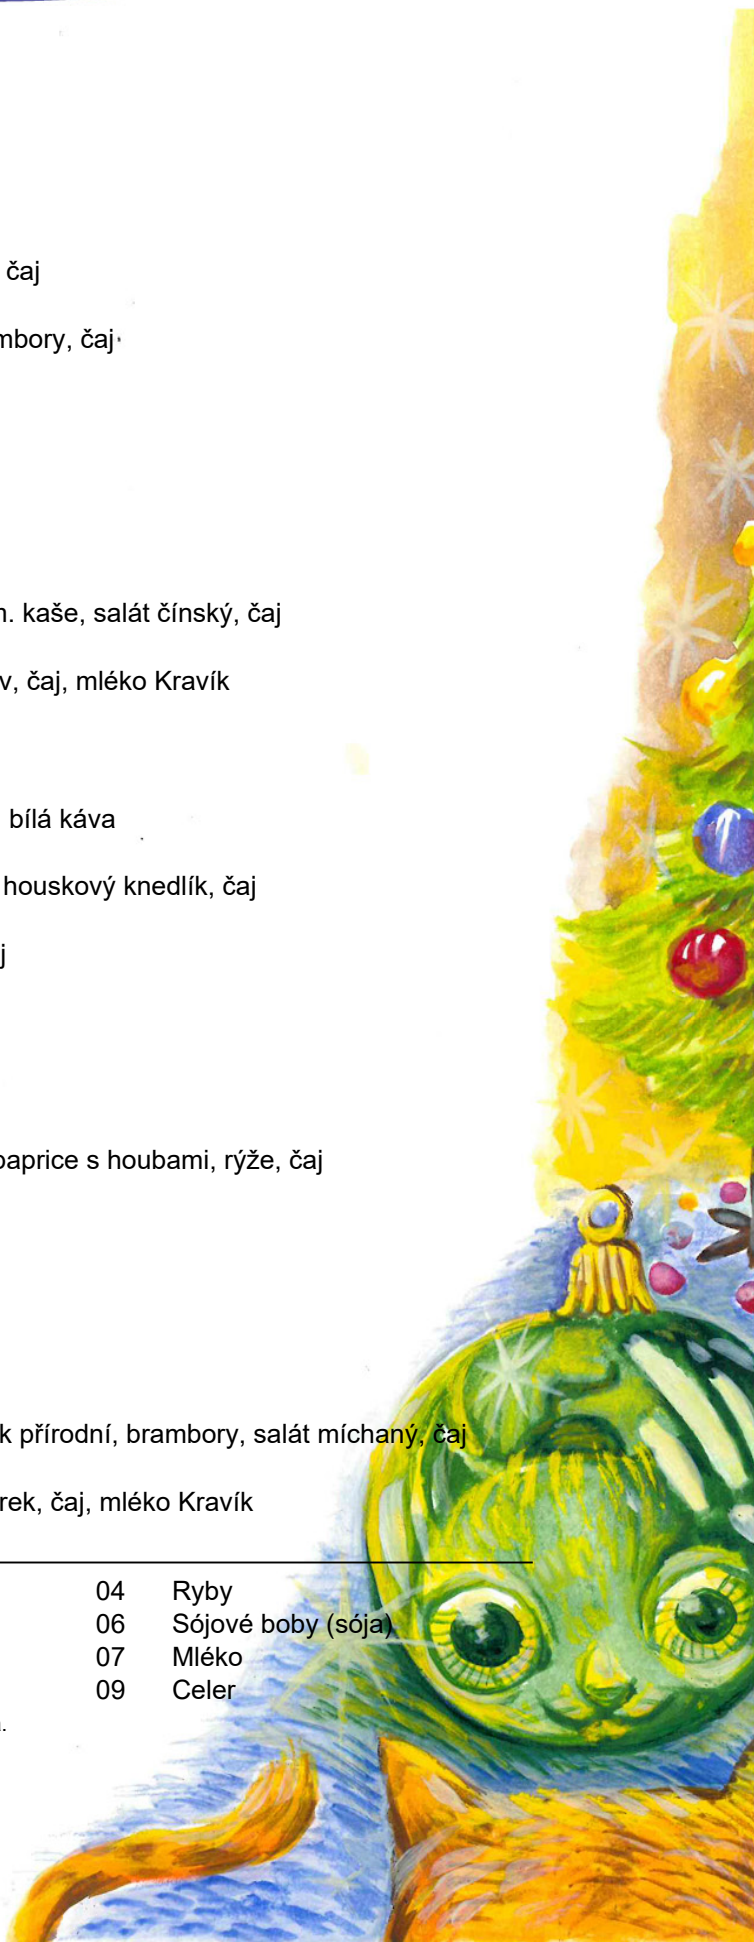 čaj
mbory, čaj
n. kaše, salát čínský, čaj
v, čaj, mléko Kravík
bílá káva
houskový knedlík, čaj
j
paprice s houbami, rýže, čaj
k přírodní, brambory, salát míchaný, čaj
rek, čaj, mléko Kravík
04 Ryby
06 Sójové boby (sója)
07 Mléko
09 Celer